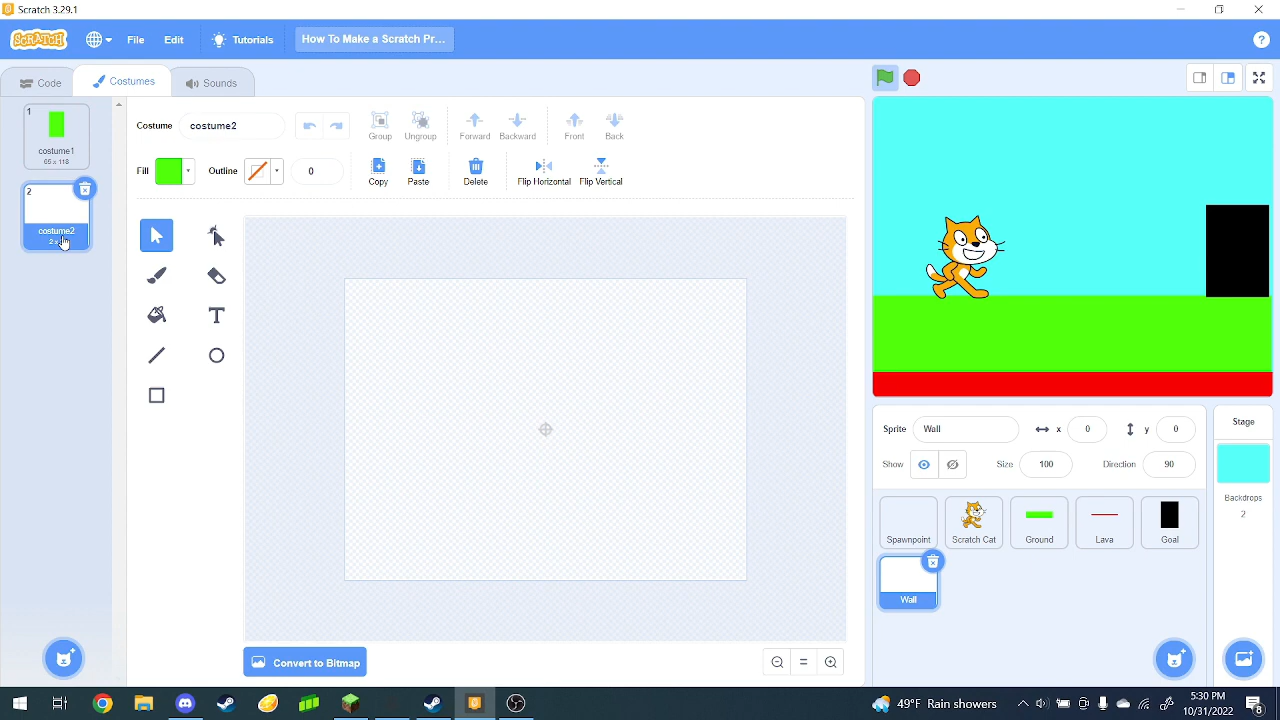 Scratch 3.29.1
SCRATCH File Edit Tutorials How To Make a Scratch Pr...
Code Costumes Sounds
1
costume1
65 x 118
2
costume2
Costume costume2 Group Ungroup Forward Backward Front Back
Fill Outline 0 Copy Paste Delete Flip Horizontal Flip Vertical
Convert to Bitmap
Sprite Wall x 0 y 0
Show Size 100 Direction 90
Spawnpoint Scratch Cat Ground Lava Goal
Wall
Stage
Backdrops
2
49°F Rain showers
5:30 PM
10/31/2022
8